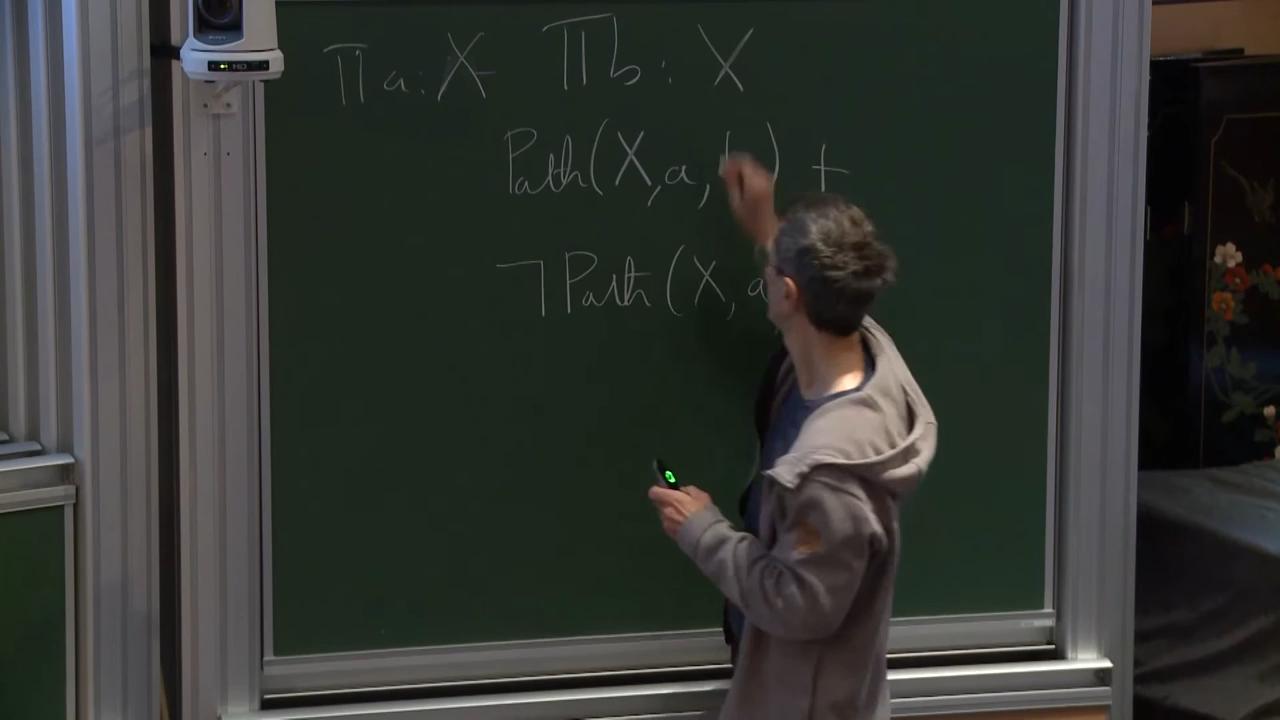 Πa: X Πb: X
Path(X, a, b) +
¬Path(X, a